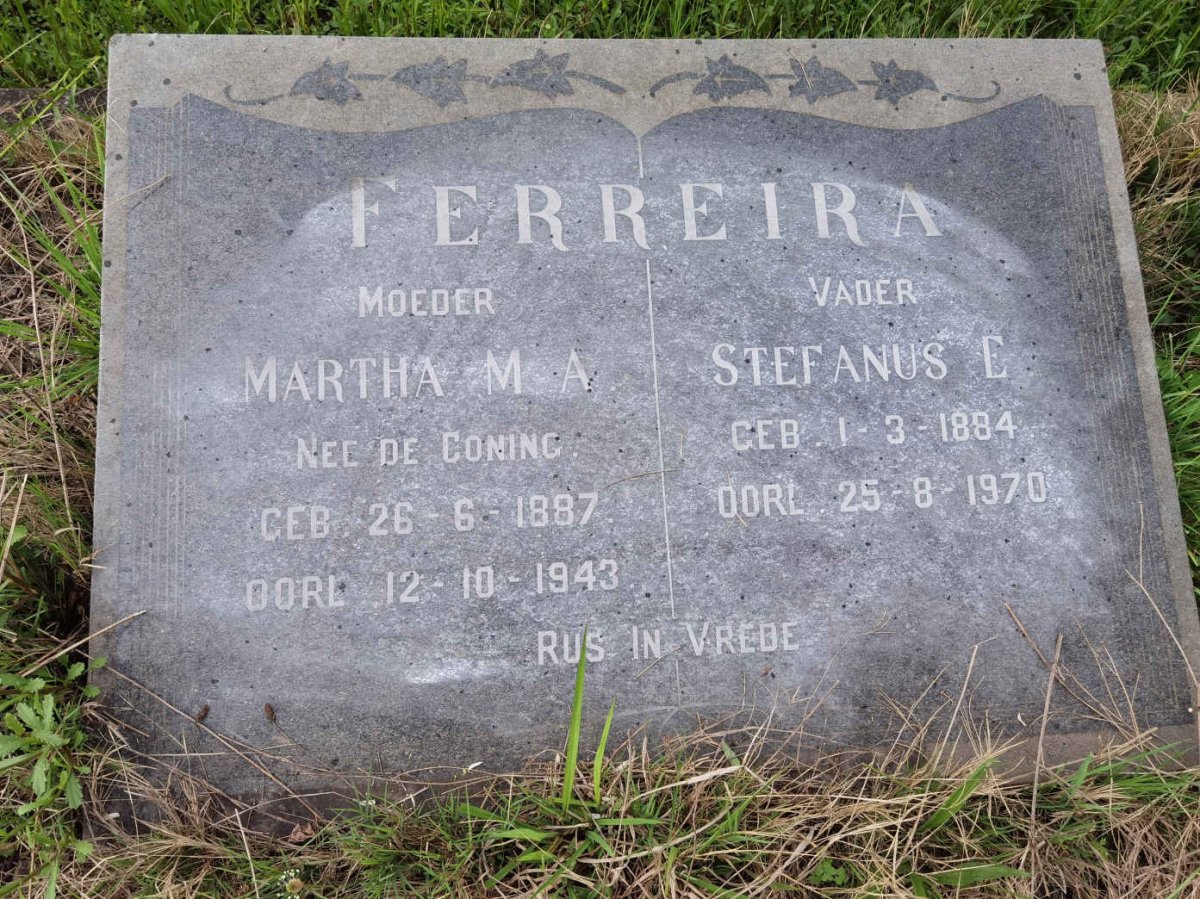 FERREIRA
MOEDER
MARTHA M A
NEE DE CONING
GEB. 26-6-1887
OORL. 12-10-1943
VADER
STEFANUS E
GEB. 1-3-1884
OORL. 25-8-1970
RUS IN VREDE